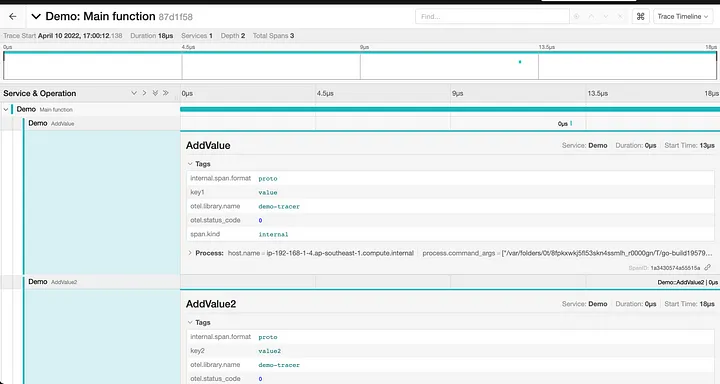 Demo: Main function 87d1f58
Find...
Trace Timeline
Trace Start April 10 2022, 17:00:12.138 Duration 18μs Services 1 Depth 2 Total Spans 3
0μs 4.5μs 9μs 13.5μs 18μs
Service & Operation 0μs 4.5μs 9μs 13.5μs 18μs
Demo Main function
Demo AddValue 0μs
AddValue Service: Demo Duration: 0μs Start Time: 13μs
Tags
internal.span.format proto
key1 value
otel.library.name demo-tracer
otel.status_code 0
span.kind internal
Process: host.name = ip-192-168-1-4.ap-southeast-1.compute.internal process.command_args = ["/var/folders/0t/8fpkxwkj5fl53skn4ssmlh_r0000gn/T/go-build19579...
SpanID: 1a3430574a55515a
Demo AddValue2 Demo::AddValue2 | 0μs
AddValue2 Service: Demo Duration: 0μs Start Time: 18μs
Tags
internal.span.format proto
key2 value2
otel.library.name demo-tracer
otel.status_code 0